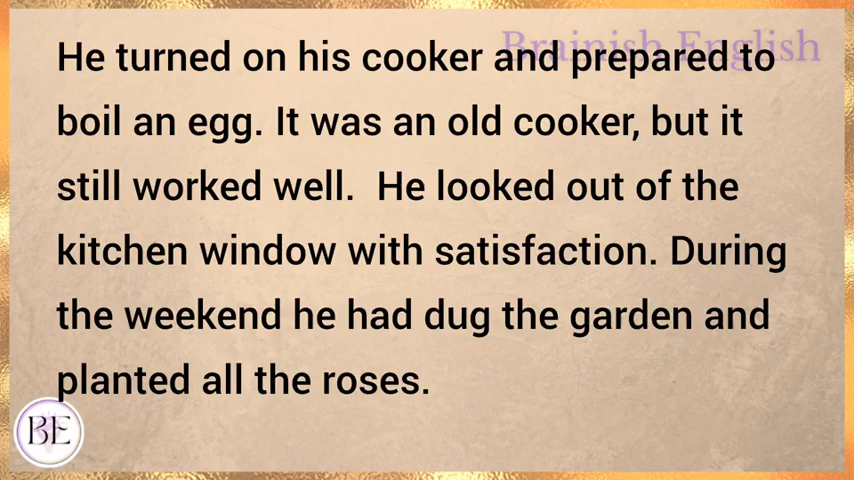 Brainish English
He turned on his cooker and prepared to
boil an egg. It was an old cooker, but it
still worked well.  He looked out of the
kitchen window with satisfaction. During
the weekend he had dug the garden and
planted all the roses.
BE